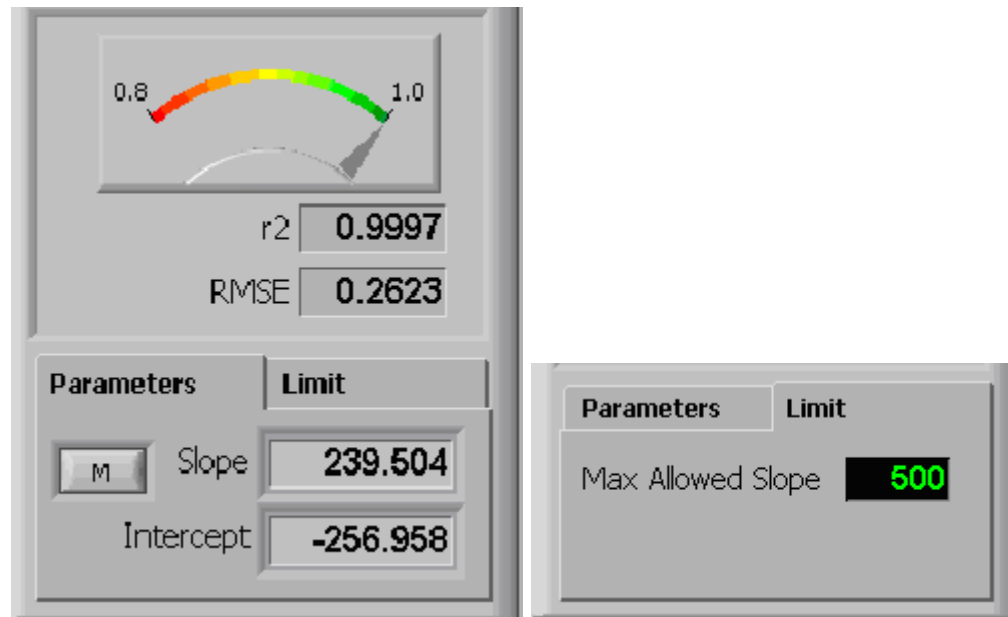 0.8 1.0
r2 0.9997
RMSE 0.2623
Parameters Limit
M Slope 239.504
Intercept -256.958
Parameters Limit
Max Allowed Slope 500